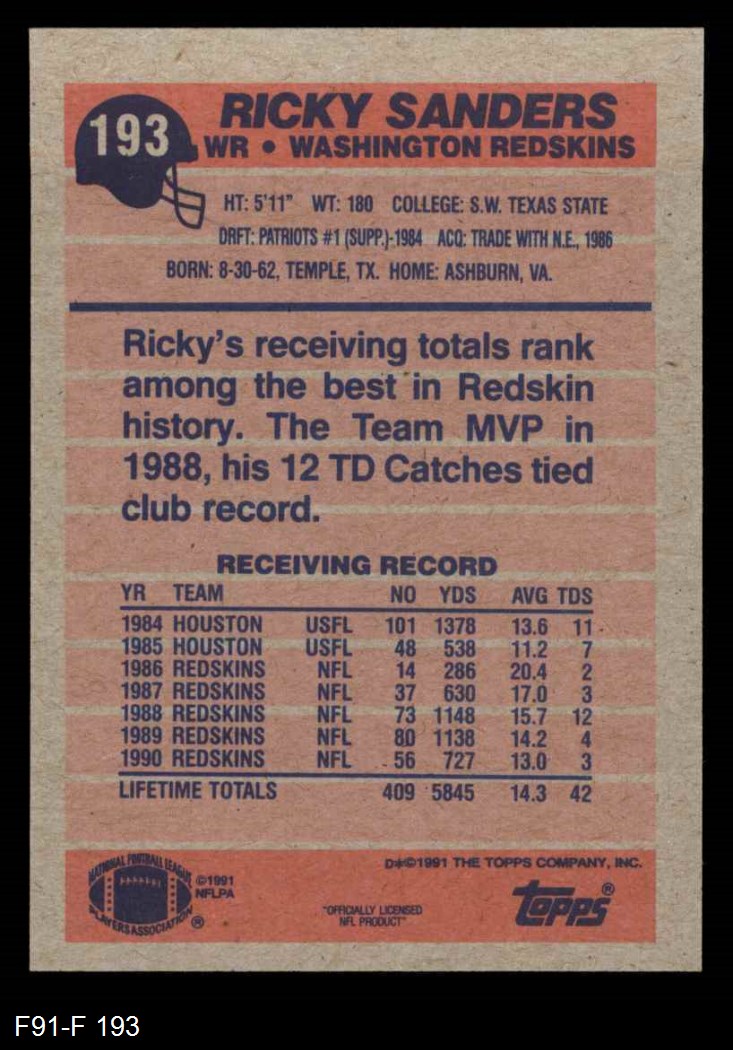 193
RICKY SANDERS
WR • WASHINGTON REDSKINS
HT: 5'11" WT: 180 COLLEGE: S.W. TEXAS STATE
DRFT: PATRIOTS #1 (SUPP.)-1984 ACQ: TRADE WITH N.E., 1986
BORN: 8-30-62, TEMPLE, TX. HOME: ASHBURN, VA.
Ricky's receiving totals rank
among the best in Redskin
history. The Team MVP in
1988, his 12 TD Catches tied
club record.
RECEIVING RECORD
YR TEAM NO YDS AVG TDS
1984 HOUSTON USFL 101 1378 13.6 11
1985 HOUSTON USFL 48 538 11.2 7
1986 REDSKINS NFL 14 286 20.4 2
1987 REDSKINS NFL 37 630 17.0 3
1988 REDSKINS NFL 73 1148 15.7 12
1989 REDSKINS NFL 80 1138 14.2 4
1990 REDSKINS NFL 56 727 13.0 3
LIFETIME TOTALS 409 5845 14.3 42
NATIONAL FOOTBALL LEAGUE
PLAYERS ASSOCIATION ®
©1991
NFLPA
"OFFICIALLY LICENSED
NFL PRODUCT"
D✻©1991 THE TOPPS COMPANY, INC.
topps®
F91-F 193